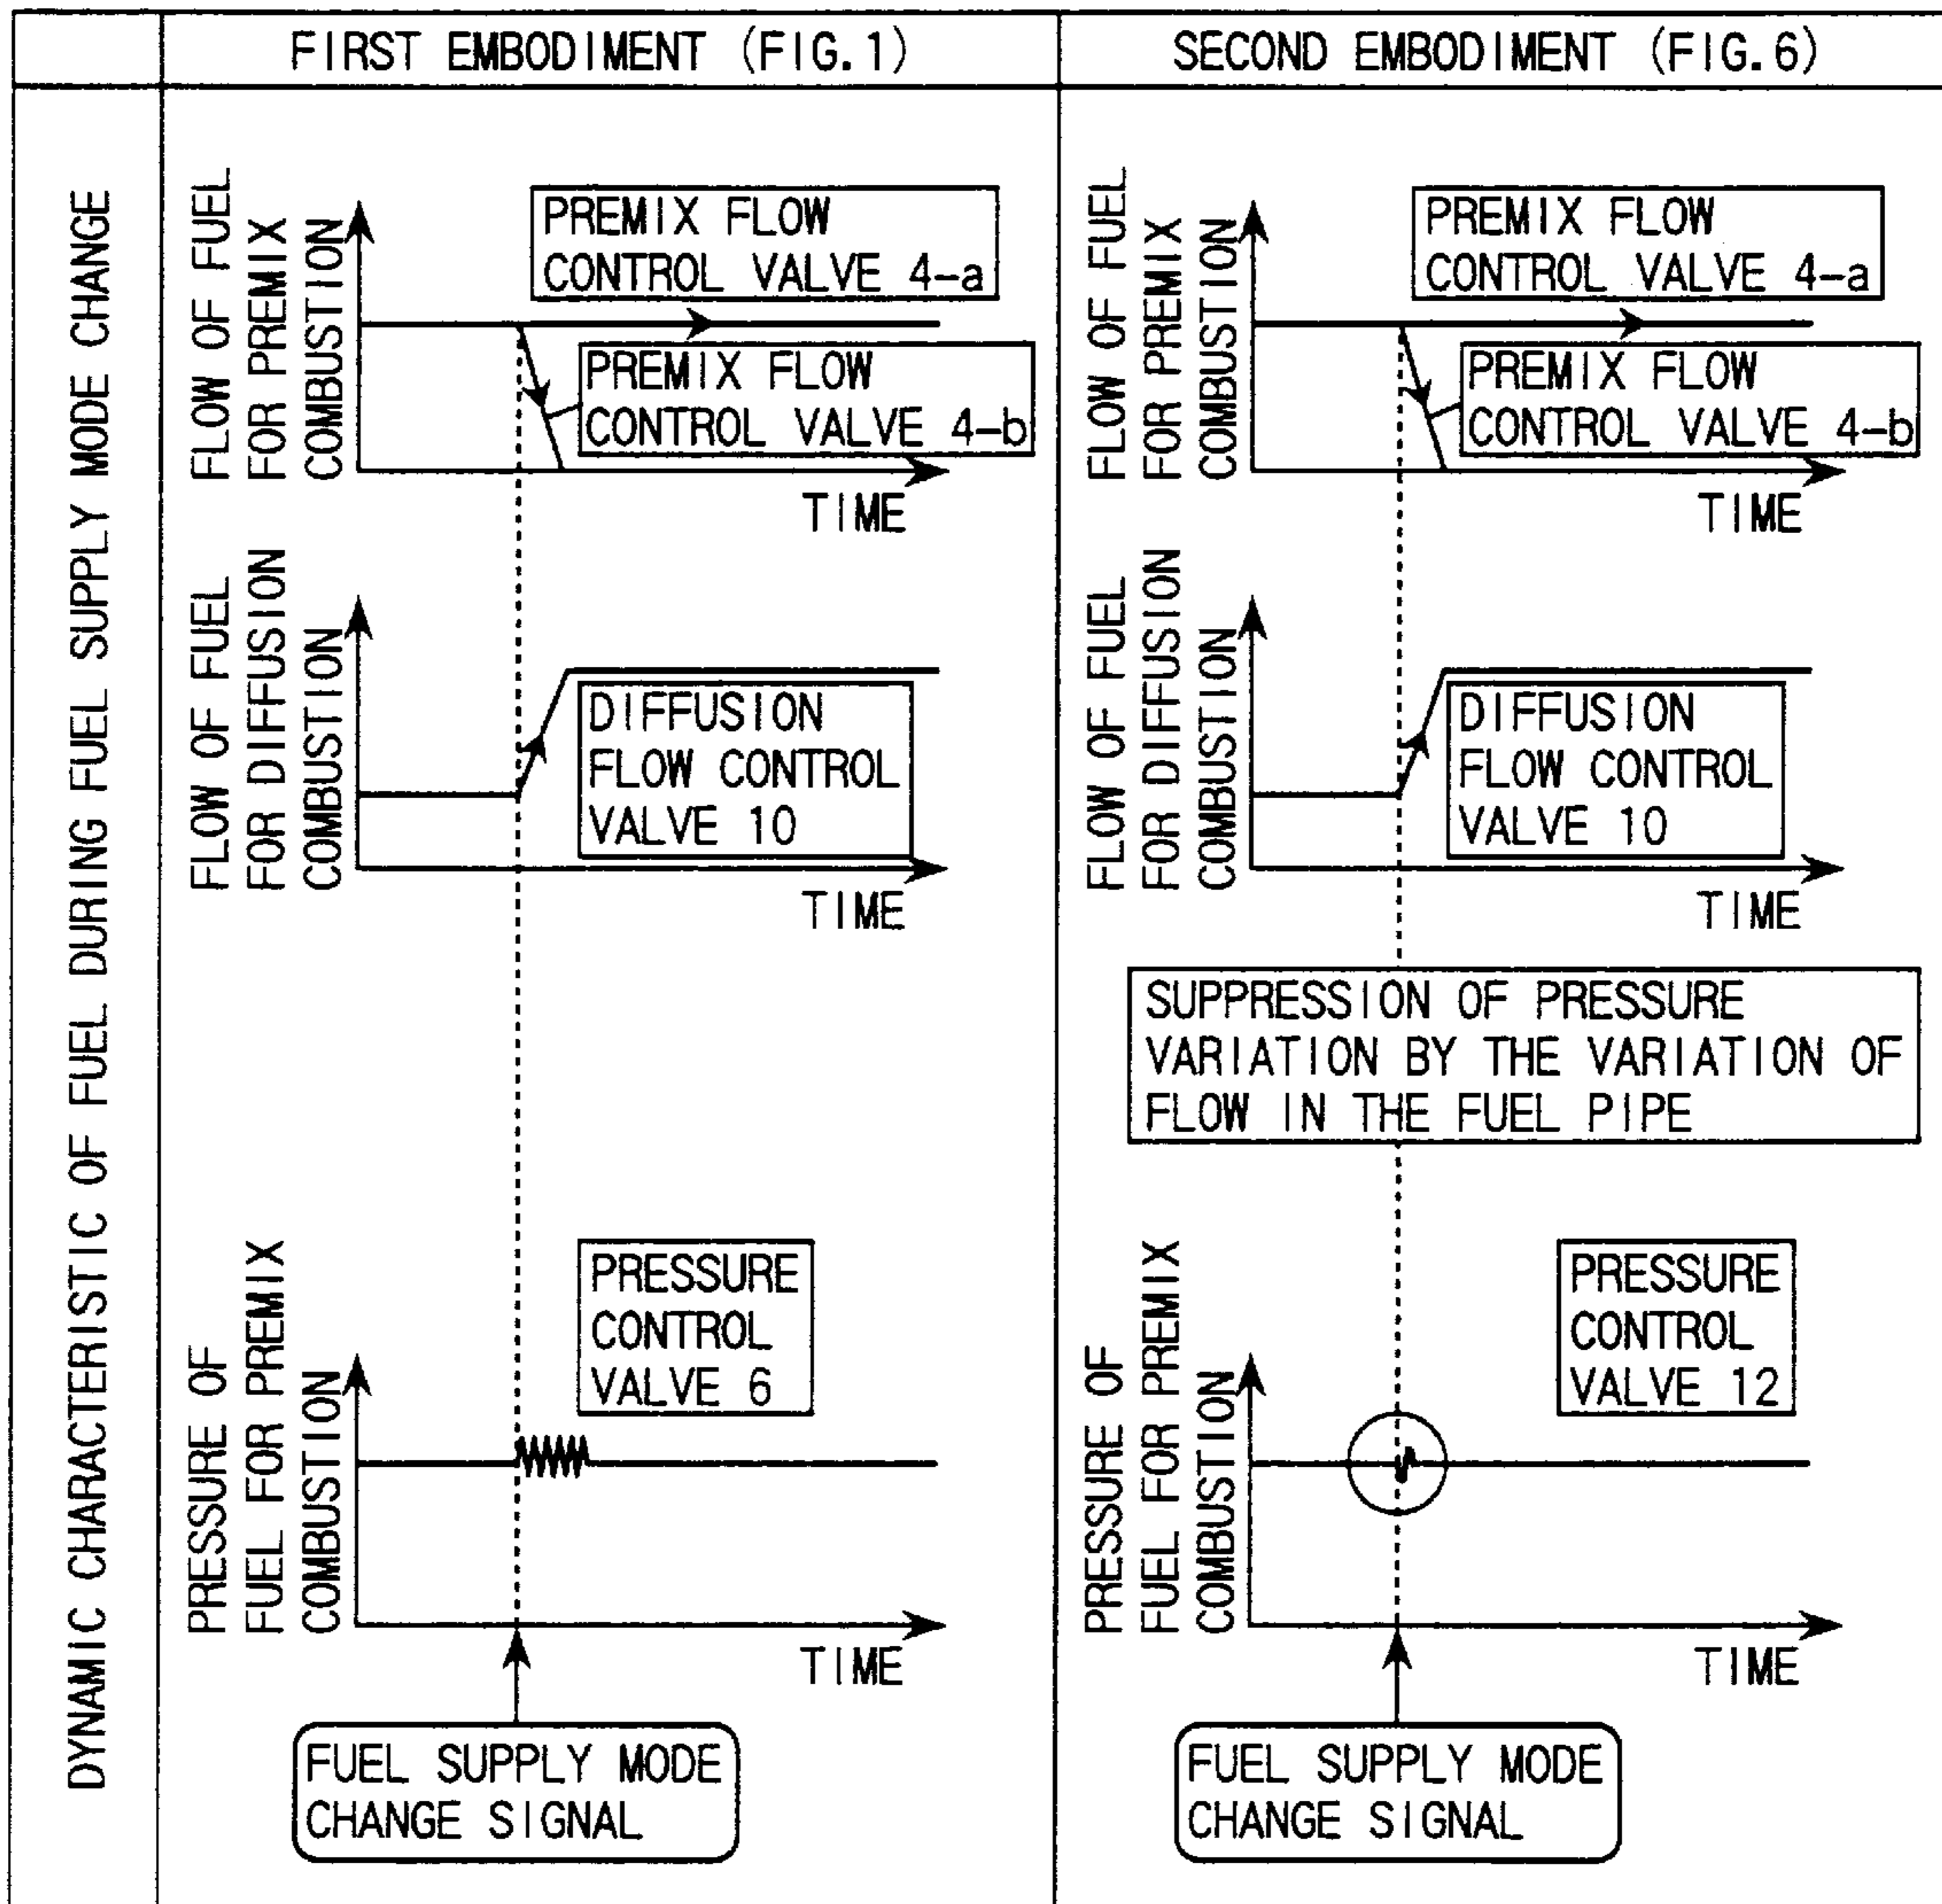 FIRST EMBODIMENT (FIG. 1)
SECOND EMBODIMENT (FIG. 6)
DYNAMIC CHARACTERISTIC OF FUEL DURING FUEL SUPPLY MODE CHANGE
FLOW OF FUEL
FOR PREMIX
COMBUSTION
PREMIX FLOW
CONTROL VALVE 4-a
PREMIX FLOW
CONTROL VALVE 4-b
TIME
FLOW OF FUEL
FOR DIFFUSION
COMBUSTION
DIFFUSION
FLOW CONTROL
VALVE 10
TIME
PRESSURE OF
FUEL FOR PREMIX
COMBUSTION
PRESSURE
CONTROL
VALVE 6
TIME
FUEL SUPPLY MODE
CHANGE SIGNAL
FLOW OF FUEL
FOR PREMIX
COMBUSTION
PREMIX FLOW
CONTROL VALVE 4-a
PREMIX FLOW
CONTROL VALVE 4-b
TIME
FLOW OF FUEL
FOR DIFFUSION
COMBUSTION
DIFFUSION
FLOW CONTROL
VALVE 10
TIME
SUPPRESSION OF PRESSURE
VARIATION BY THE VARIATION OF
FLOW IN THE FUEL PIPE
PRESSURE OF
FUEL FOR PREMIX
COMBUSTION
PRESSURE
CONTROL
VALVE 12
TIME
FUEL SUPPLY MODE
CHANGE SIGNAL